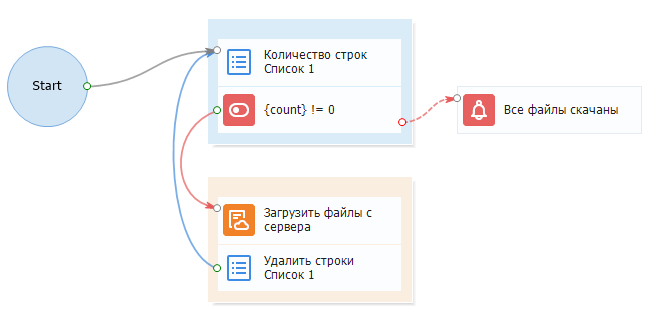 Start
Количество строк
Список 1
{count} != 0
Все файлы скачаны
Загрузить файлы с
сервера
Удалить строки
Список 1